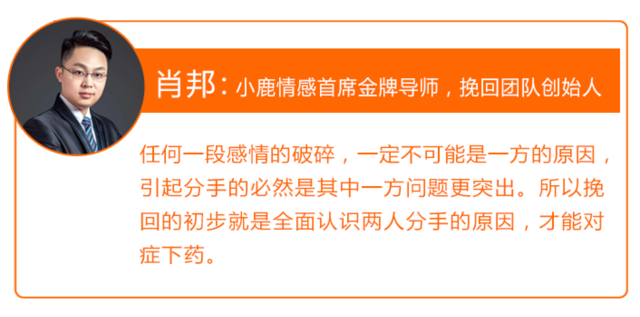 肖邦：小鹿情感首席金牌导师，挽回团队创始人
任何一段感情的破碎，一定不可能是一方的原因，
引起分手的必然是其中一方问题更突出。所以挽
回的初步就是全面认识两人分手的原因，才能对
症下药。